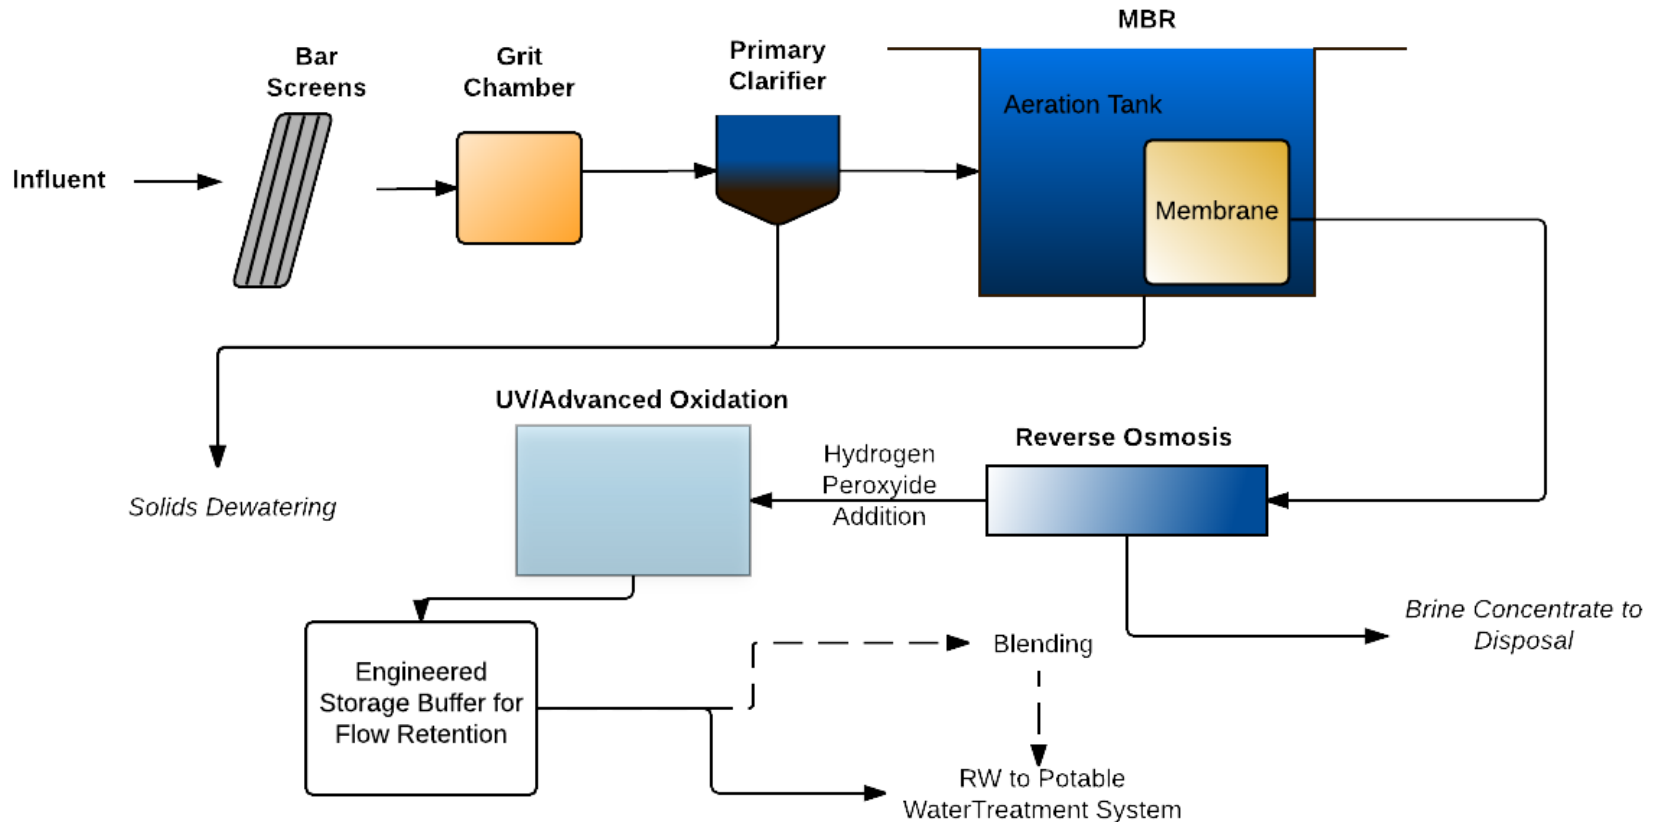 MBR
Bar
Screens
Grit
Chamber
Primary
Clarifier
Aeration Tank
Influent
Membrane
UV/Advanced Oxidation
Hydrogen
Peroxyide
Addition
Reverse Osmosis
Solids Dewatering
Brine Concentrate to
Disposal
Engineered
Storage Buffer for
Flow Retention
Blending
RW to Potable
WaterTreatment System